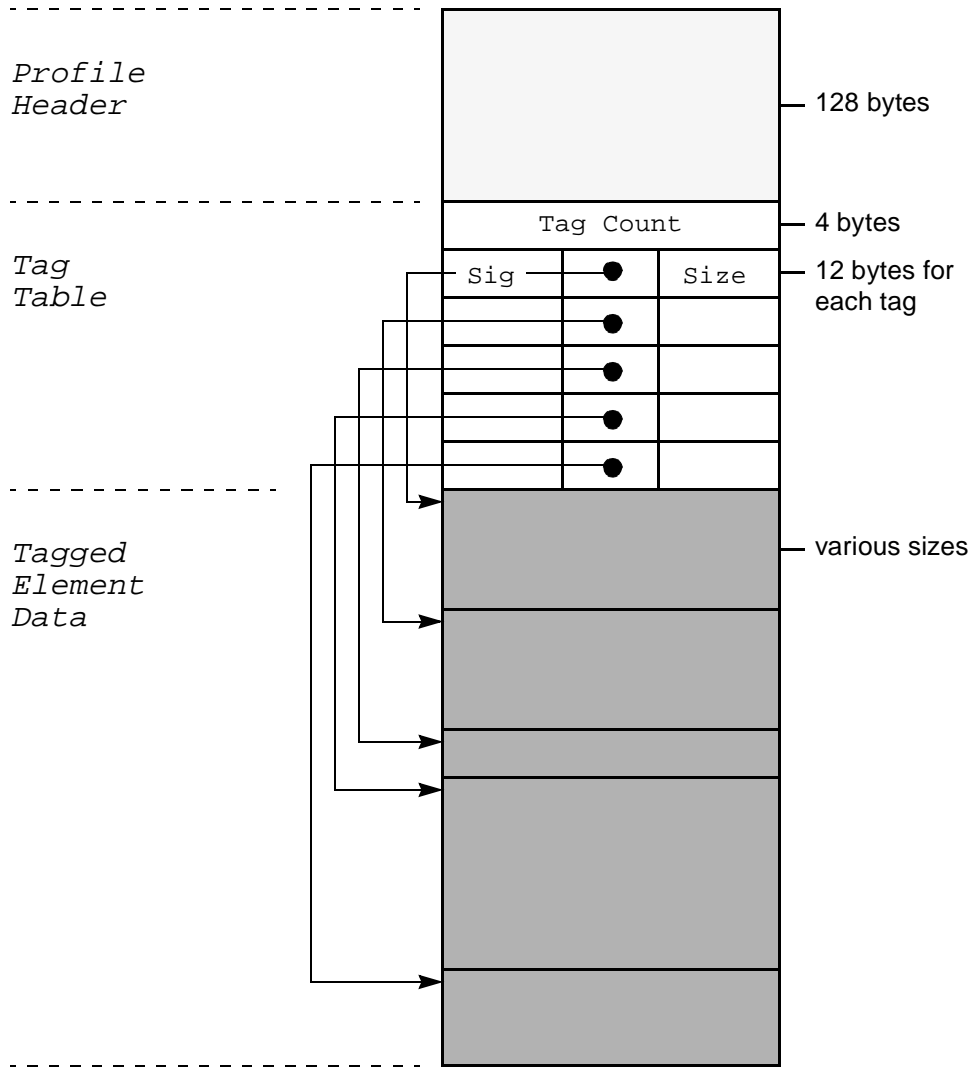 Profile
Header
128 bytes
Tag Count
4 bytes
Tag
Table
Sig
Size
12 bytes for
each tag
Tagged
Element
Data
various sizes